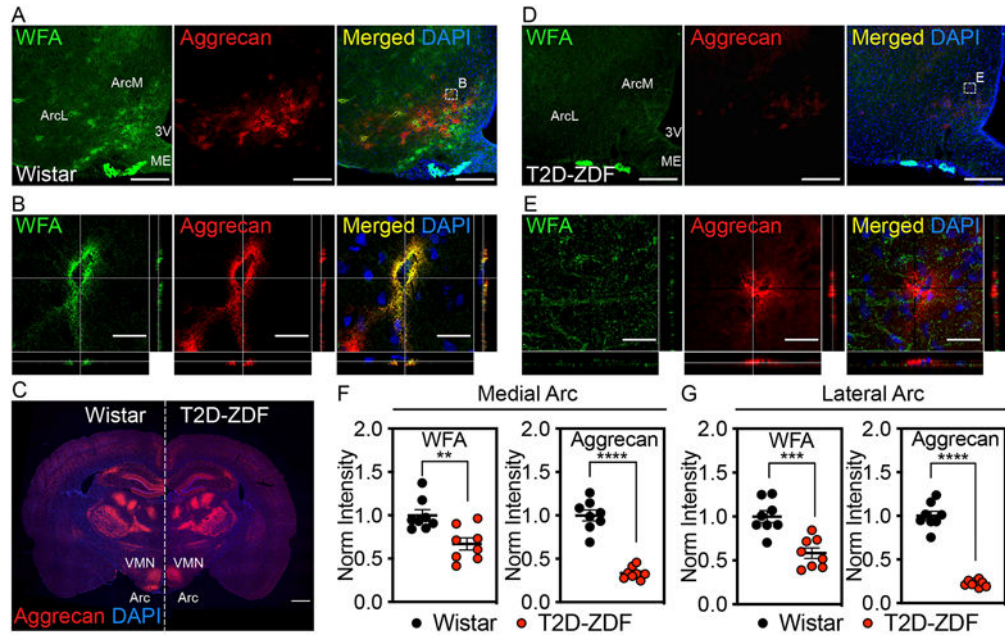 A
WFA
Aggrecan
Merged DAPI
ArcM
B
ArcL
3V
ME
Wistar
D
WFA
Aggrecan
Merged DAPI
ArcM
E
ArcL
3V
ME
T2D-ZDF
B
WFA
Aggrecan
Merged DAPI
E
WFA
Aggrecan
Merged DAPI
C
Wistar
T2D-ZDF
VMN
VMN
Arc
Arc
Aggrecan DAPI
F
Medial Arc
2.0
1.5
1.0
0.5
0.0
Norm Intensity
WFA
**
2.0
1.5
1.0
0.5
0.0
Norm Intensity
Aggrecan
****
G
Lateral Arc
2.0
1.5
1.0
0.5
0.0
Norm Intensity
WFA
***
2.0
1.5
1.0
0.5
0.0
Norm Intensity
Aggrecan
****
Wistar
T2D-ZDF
Wistar
T2D-ZDF